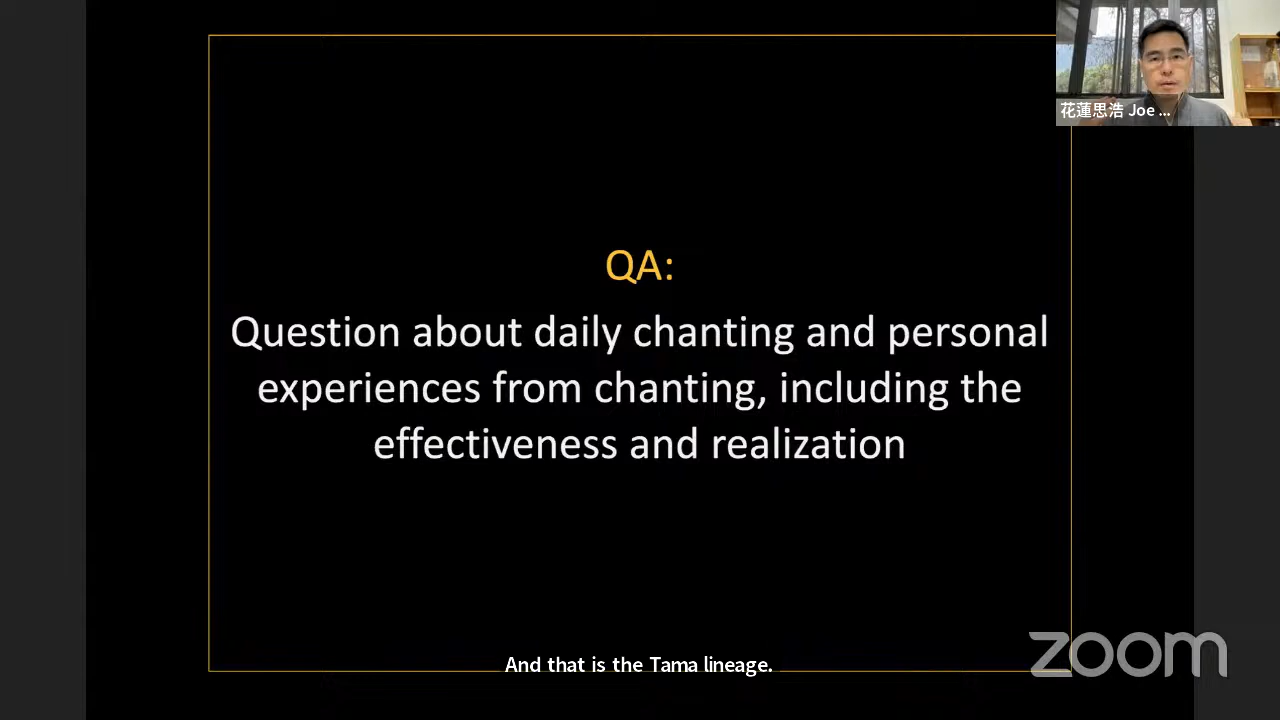 花蓮思浩 Joe ...
QA:
Question about daily chanting and personal
experiences from chanting, including the
effectiveness and realization
And that is the Tama lineage.
zoom